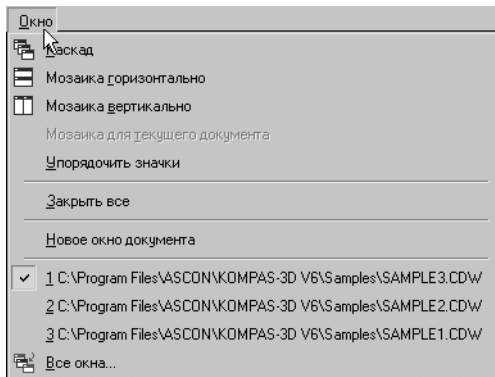 Окно
Каскад
Мозаика горизонтально
Мозаика вертикально
Мозаика для текущего документа
Упорядочить значки
Закрыть все
Новое окно документа
1 C:\Program Files\ASCON\KOMPAS-3D V6\Samples\SAMPLE3.CDW
2 C:\Program Files\ASCON\KOMPAS-3D V6\Samples\SAMPLE2.CDW
3 C:\Program Files\ASCON\KOMPAS-3D V6\Samples\SAMPLE1.CDW
Все окна...